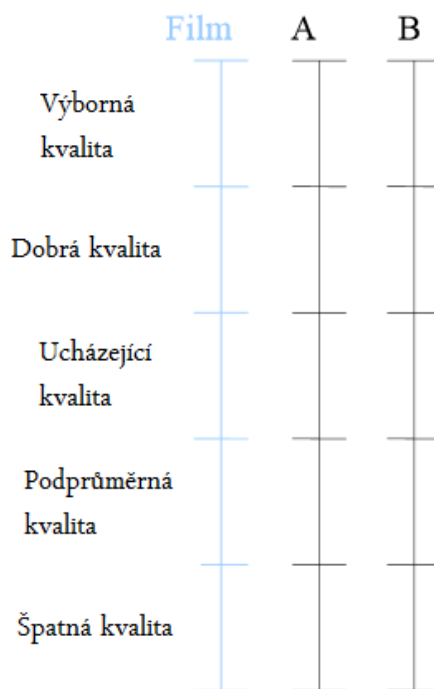 Film A B
Výborná
kvalita
Dobrá kvalita
Ucházející
kvalita
Podprůměrná
kvalita
Špatná kvalita